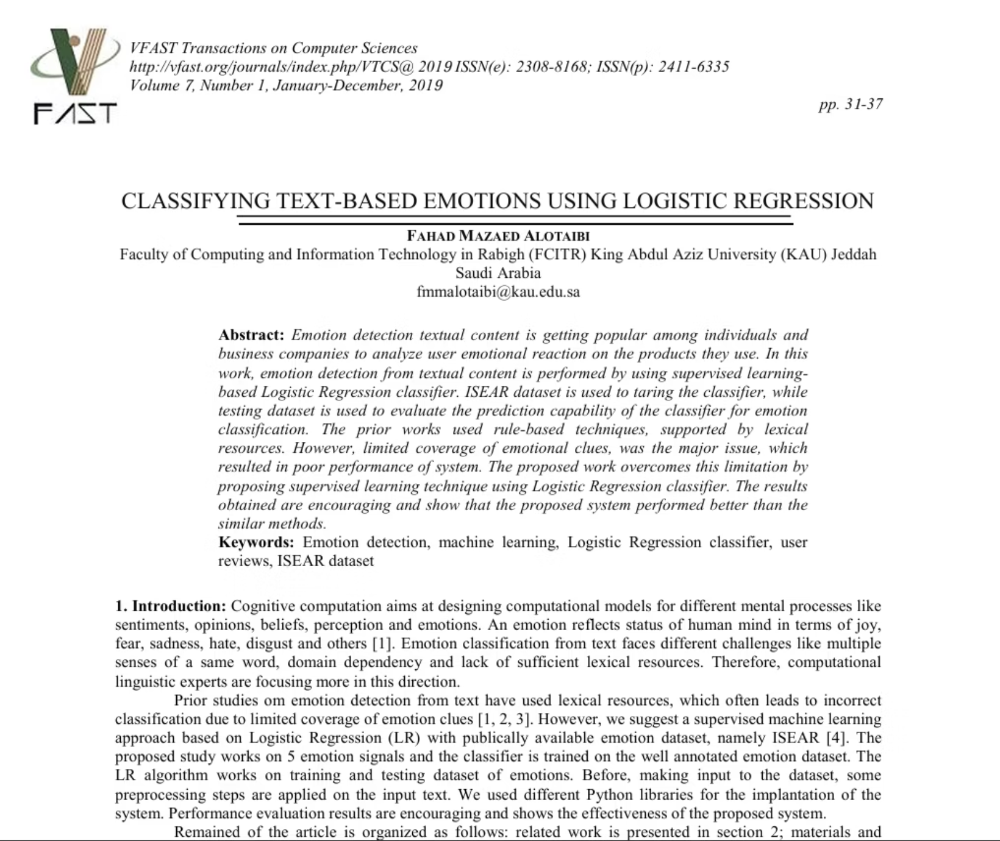 VFAST Transactions on Computer Sciences
http://vfast.org/journals/index.php/VTCS@ 2019 ISSN(e): 2308-8168; ISSN(p): 2411-6335
Volume 7, Number 1, January-December, 2019
FAST
pp. 31-37
CLASSIFYING TEXT-BASED EMOTIONS USING LOGISTIC REGRESSION
FAHAD MAZAED ALOTAIBI
Faculty of Computing and Information Technology in Rabigh (FCITR) King Abdul Aziz University (KAU) Jeddah
Saudi Arabia
fmmalotaibi@kau.edu.sa
Abstract: Emotion detection textual content is getting popular among individuals and
business companies to analyze user emotional reaction on the products they use. In this
work, emotion detection from textual content is performed by using supervised learning-
based Logistic Regression classifier. ISEAR dataset is used to taring the classifier, while
testing dataset is used to evaluate the prediction capability of the classifier for emotion
classification. The prior works used rule-based techniques, supported by lexical
resources. However, limited coverage of emotional clues, was the major issue, which
resulted in poor performance of system. The proposed work overcomes this limitation by
proposing supervised learning technique using Logistic Regression classifier. The results
obtained are encouraging and show that the proposed system performed better than the
similar methods.
Keywords: Emotion detection, machine learning, Logistic Regression classifier, user
reviews, ISEAR dataset
1. Introduction: Cognitive computation aims at designing computational models for different mental processes like
sentiments, opinions, beliefs, perception and emotions. An emotion reflects status of human mind in terms of joy,
fear, sadness, hate, disgust and others [1]. Emotion classification from text faces different challenges like multiple
senses of a same word, domain dependency and lack of sufficient lexical resources. Therefore, computational
linguistic experts are focusing more in this direction.
Prior studies om emotion detection from text have used lexical resources, which often leads to incorrect
classification due to limited coverage of emotion clues [1, 2, 3]. However, we suggest a supervised machine learning
approach based on Logistic Regression (LR) with publically available emotion dataset, namely ISEAR [4]. The
proposed study works on 5 emotion signals and the classifier is trained on the well annotated emotion dataset. The
LR algorithm works on training and testing dataset of emotions. Before, making input to the dataset, some
preprocessing steps are applied on the input text. We used different Python libraries for the implantation of the
system. Performance evaluation results are encouraging and shows the effectiveness of the proposed system.
Remained of the article is organized as follows: related work is presented in section 2; materials and